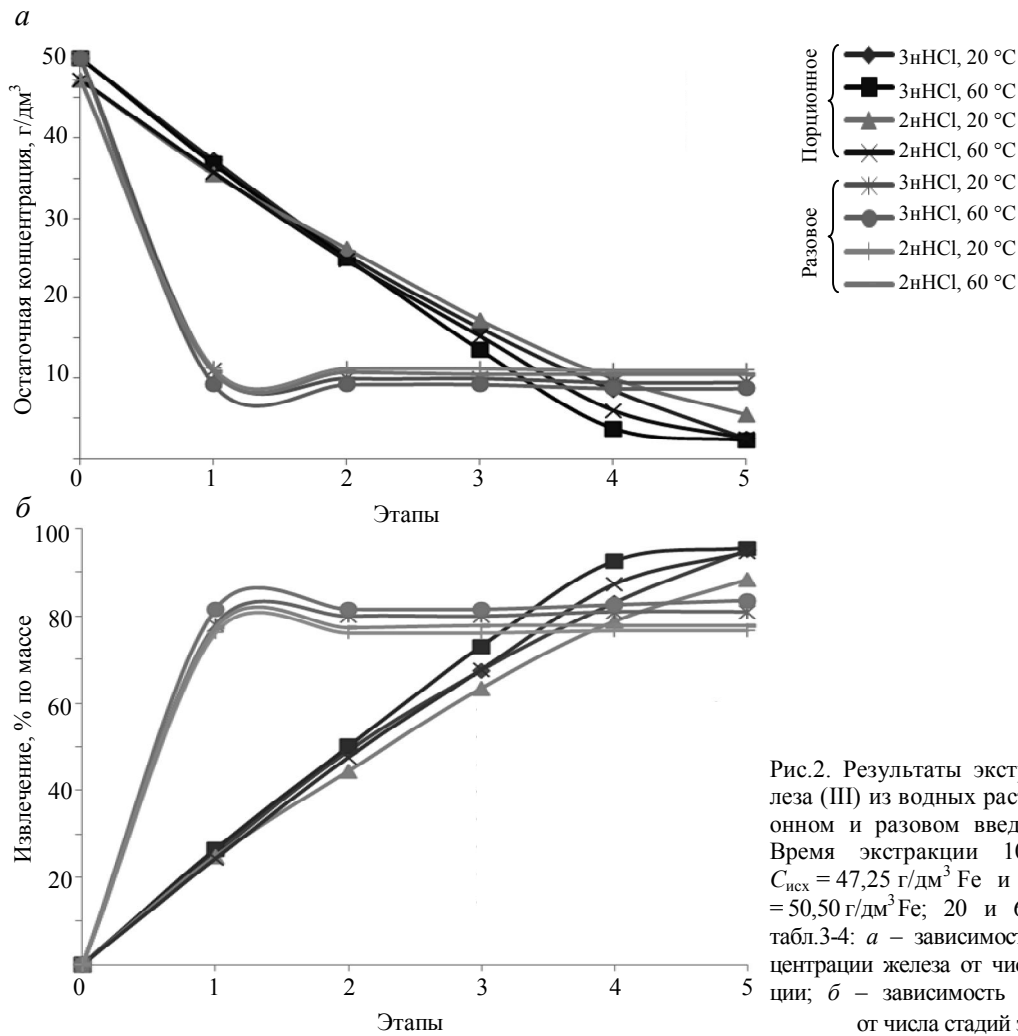 а
Остаточная концентрация, г/дм³
50
40
30
20
10
0 1 2 3 4 5
Этапы
Порционное
3нHCl, 20 °C
3нHCl, 60 °C
2нHCl, 20 °C
2нHCl, 60 °C
Разовое
3нHCl, 20 °C
3нHCl, 60 °C
2нHCl, 20 °C
2нHCl, 60 °C
б
Извлечение, % по массе
100
80
60
40
20
0
0 1 2 3 4 5
Этапы
Рис.2. Результаты экстр
леза (III) из водных раст
онном и разовом введ
Время экстракции 10
Cисх = 47,25 г/дм³ Fe и
= 50,50 г/дм³Fe; 20 и 6
табл.3-4: а – зависимост
центрации железа от чис
ции; б – зависимость
от числа стадий